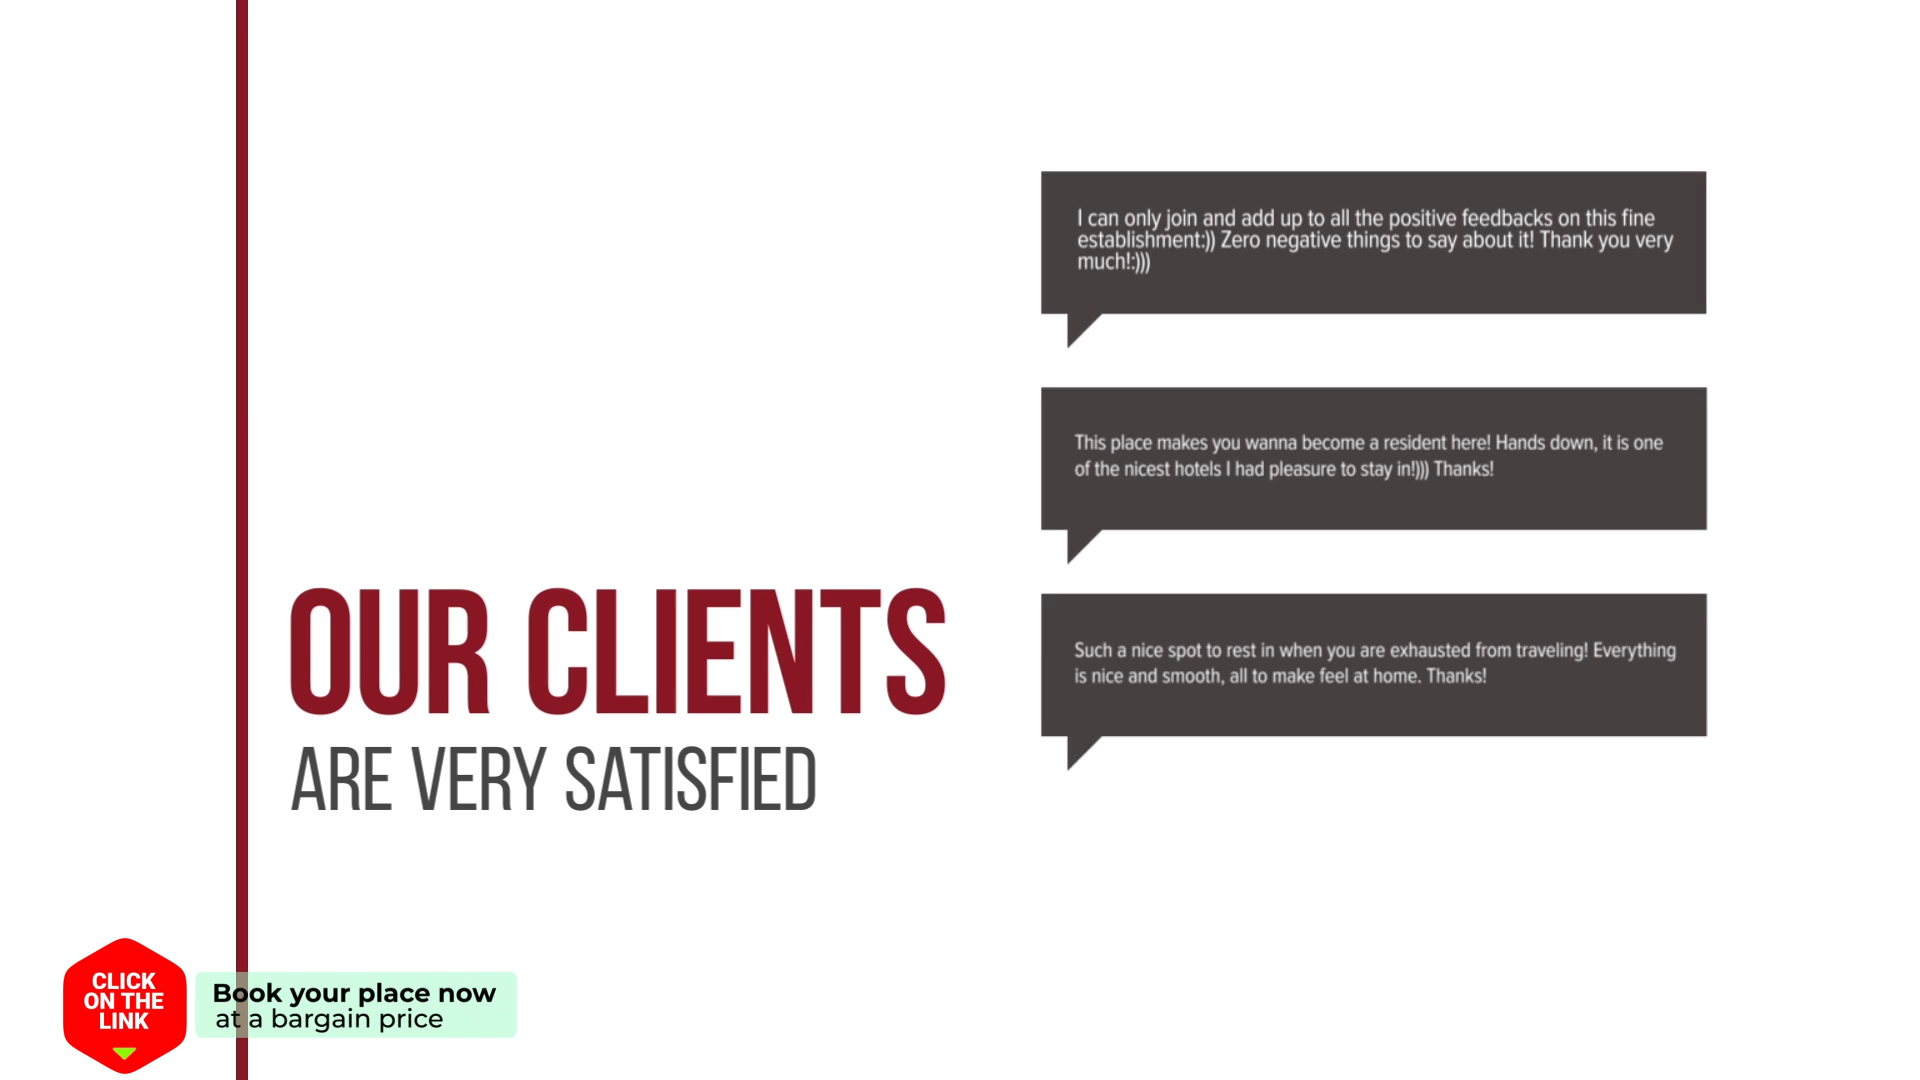 I can only join and add up to all the positive feedbacks on this fine
establishment:)) Zero negative things to say about it! Thank you very
much!:)))
This place makes you wanna become a resident here! Hands down, it is one
of the nicest hotels I had pleasure to stay in!))) Thanks!
Such a nice spot to rest in when you are exhausted from traveling! Everything
is nice and smooth, all to make feel at home. Thanks!
OUR CLIENTS
ARE VERY SATISFIED
CLICK
ON THE
LINK
Book your place now
at a bargain price